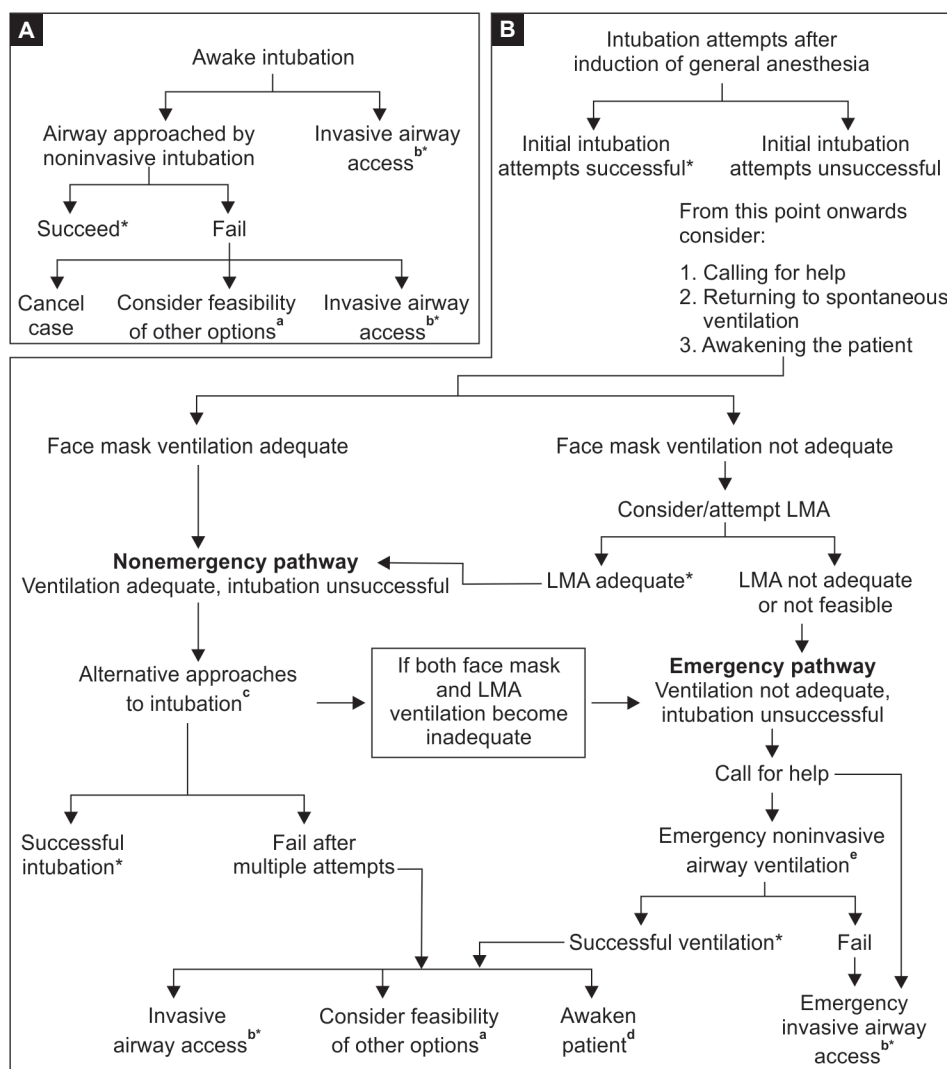 A
Awake intubation
Airway approached by
noninvasive intubation
Invasive airway
access b*
Succeed*
Fail
Cancel
case
Consider feasibility
of other options a
Invasive airway
access b*
B
Intubation attempts after
induction of general anesthesia
Initial intubation
attempts successful*
Initial intubation
attempts unsuccessful
From this point onwards
consider:
1. Calling for help
2. Returning to spontaneous
ventilation
3. Awakening the patient
Face mask ventilation adequate
Face mask ventilation not adequate
Consider/attempt LMA
Nonemergency pathway
Ventilation adequate, intubation unsuccessful
LMA adequate*
LMA not adequate
or not feasible
Alternative approaches
to intubation c
If both face mask
and LMA
ventilation become
inadequate
Emergency pathway
Ventilation not adequate,
intubation unsuccessful
Call for help
Successful
intubation*
Fail after
multiple attempts
Emergency noninvasive
airway ventilation e
Successful ventilation*
Fail
Invasive
airway access b*
Consider feasibility
of other options a
Awaken
patient d
Emergency
invasive airway
access b*